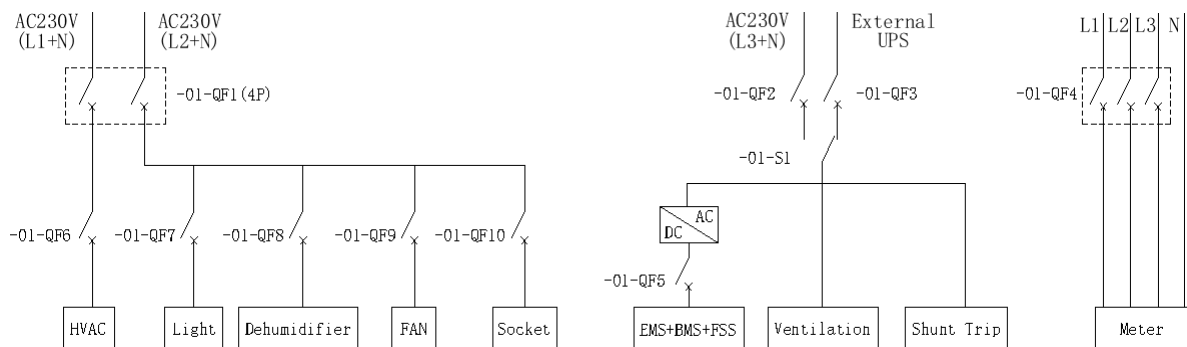 AC230V
(L1+N)
AC230V
(L2+N)
-01-QF1(4P)
-01-QF6
-01-QF7
-01-QF8
-01-QF9
-01-QF10
HVAC
Light
Dehumidifier
FAN
Socket
AC230V
(L3+N)
External
UPS
-01-QF2
-01-QF3
-01-S1
AC
DC
-01-QF5
EMS+BMS+FSS
Ventilation
Shunt Trip
L1 L2 L3 N
-01-QF4
Meter